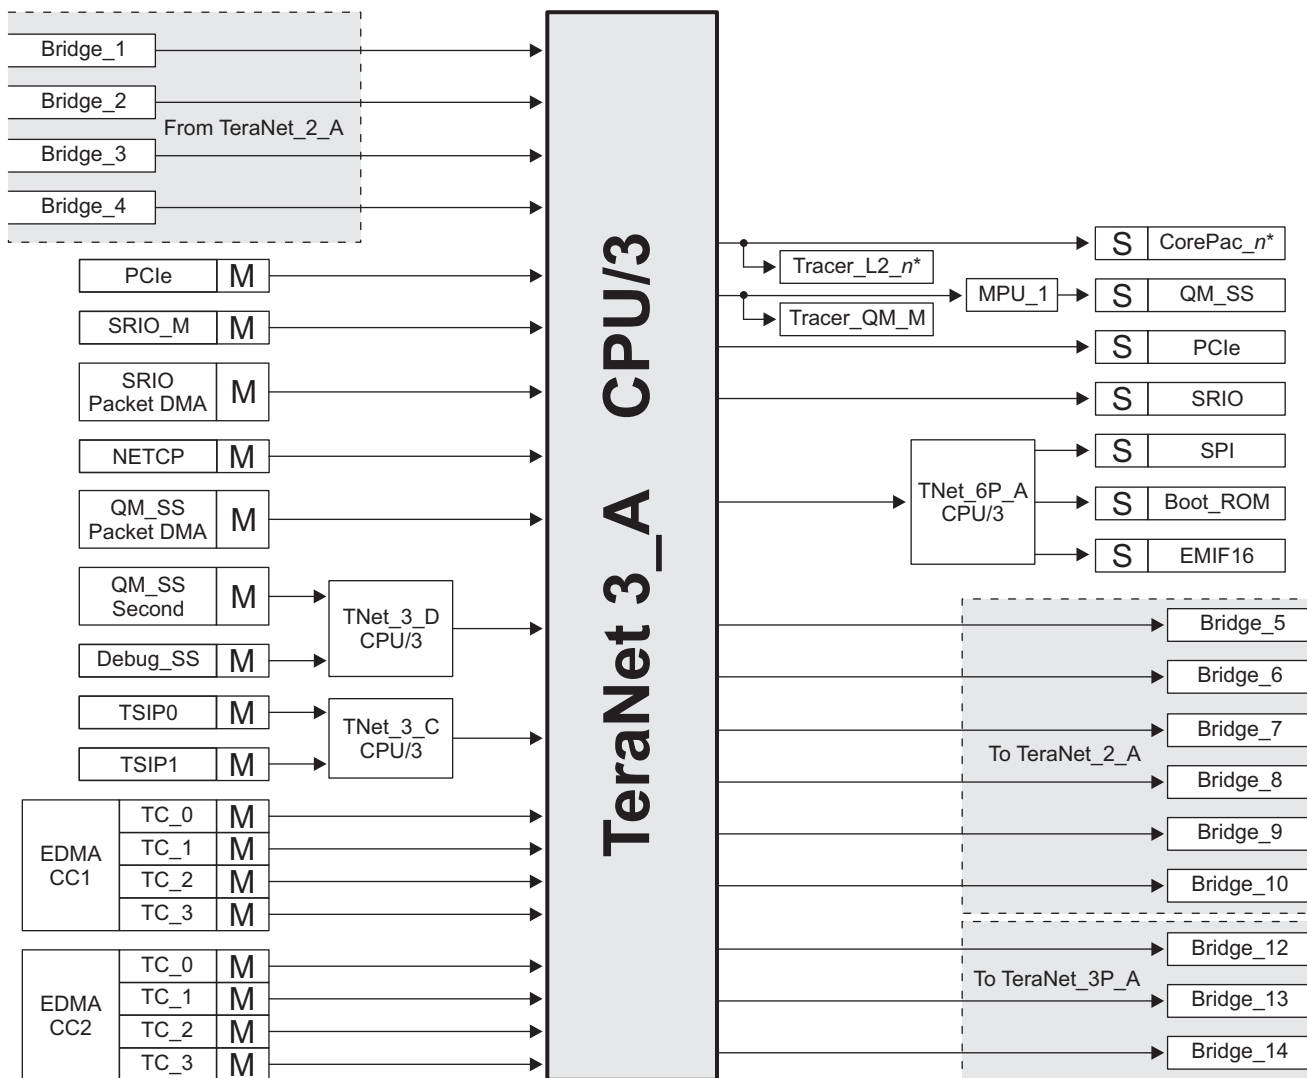 Bridge_1
Bridge_2
From TeraNet_2_A
Bridge_3
Bridge_4
PCIe M
SRIO_M M
SRIO
Packet DMA M
NETCP M
QM_SS
Packet DMA M
QM_SS
Second M
Debug_SS M
TNet_3_D
CPU/3
TSIP0 M
TSIP1 M
TNet_3_C
CPU/3
EDMA
CC1
TC_0 M
TC_1 M
TC_2 M
TC_3 M
EDMA
CC2
TC_0 M
TC_1 M
TC_2 M
TC_3 M
TeraNet 3_A CPU/3
S CorePac_n*
Tracer_L2_n*
MPU_1
S QM_SS
Tracer_QM_M
S PCIe
S SRIO
TNet_6P_A
CPU/3
S SPI
S Boot_ROM
S EMIF16
Bridge_5
Bridge_6
Bridge_7
To TeraNet_2_A
Bridge_8
Bridge_9
Bridge_10
Bridge_12
To TeraNet_3P_A
Bridge_13
Bridge_14